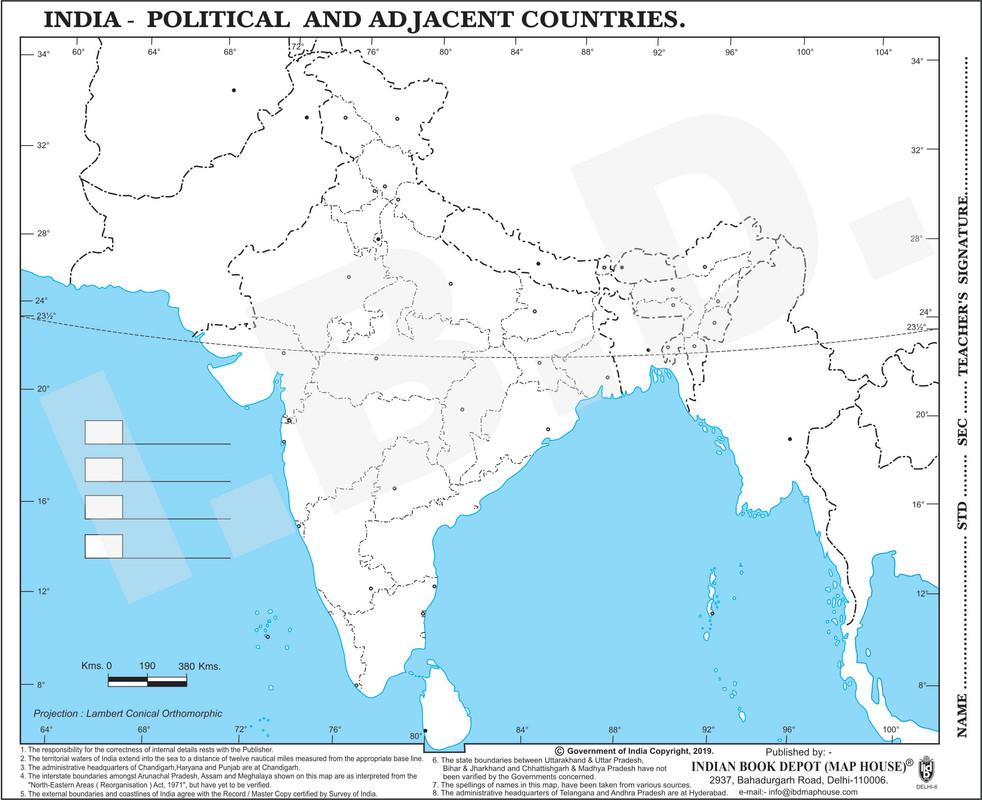 INDIA - POLITICAL AND ADJACENT COUNTRIES.
60° 64° 68° 72° 76° 80° 84° 88° 92° 96° 100° 104°
34° 34°
32° 32°
28° 28°
24° 24°
23½° 23½°
20° 20°
16° 16°
12° 12°
8° 8°
I.B.D.
Kms. 0 190 380 Kms.
Projection : Lambert Conical Orthomorphic
64° 68° 72° 76° 80° 84° 88° 92° 96° 100°
1. The responsibility for the correctness of internal details rests with the Publisher.
2. The territorial waters of India extend into the sea to a distance of twelve nautical miles measured from the appropriate base line.
3. The administrative headquarters of Chandigarh,Haryana and Punjab are at Chandigarh.
4. The interstate boundaries amongst Arunachal Pradesh, Assam and Meghalaya shown on this map are as interpreted from the
"North-Eastern Areas ( Reorganisation ) Act, 1971", but have yet to be verified.
5. The external boundaries and coastlines of India agree with the Record / Master Copy certified by Survey of India.
© Government of India Copyright, 2019.
6. The state boundaries between Uttarakhand & Uttar Pradesh,
Bihar & Jharkhand and Chhattishgarh & Madhya Pradesh have not
been varified by the Governments concerned.
7. The spellings of names in this map, have been taken from various sources.
8. The administrative headquarters of Telangana and Andhra Pradesh are at Hyderabad.
Published by: -
INDIAN BOOK DEPOT (MAP HOUSE)®
2937, Bahadurgarh Road, Delhi-110006.
e-mail:- info@ibdmaphouse.com
DELHI-6
NAME ........................ STD ........ SEC ....... TEACHER'S SIGNATURE........................